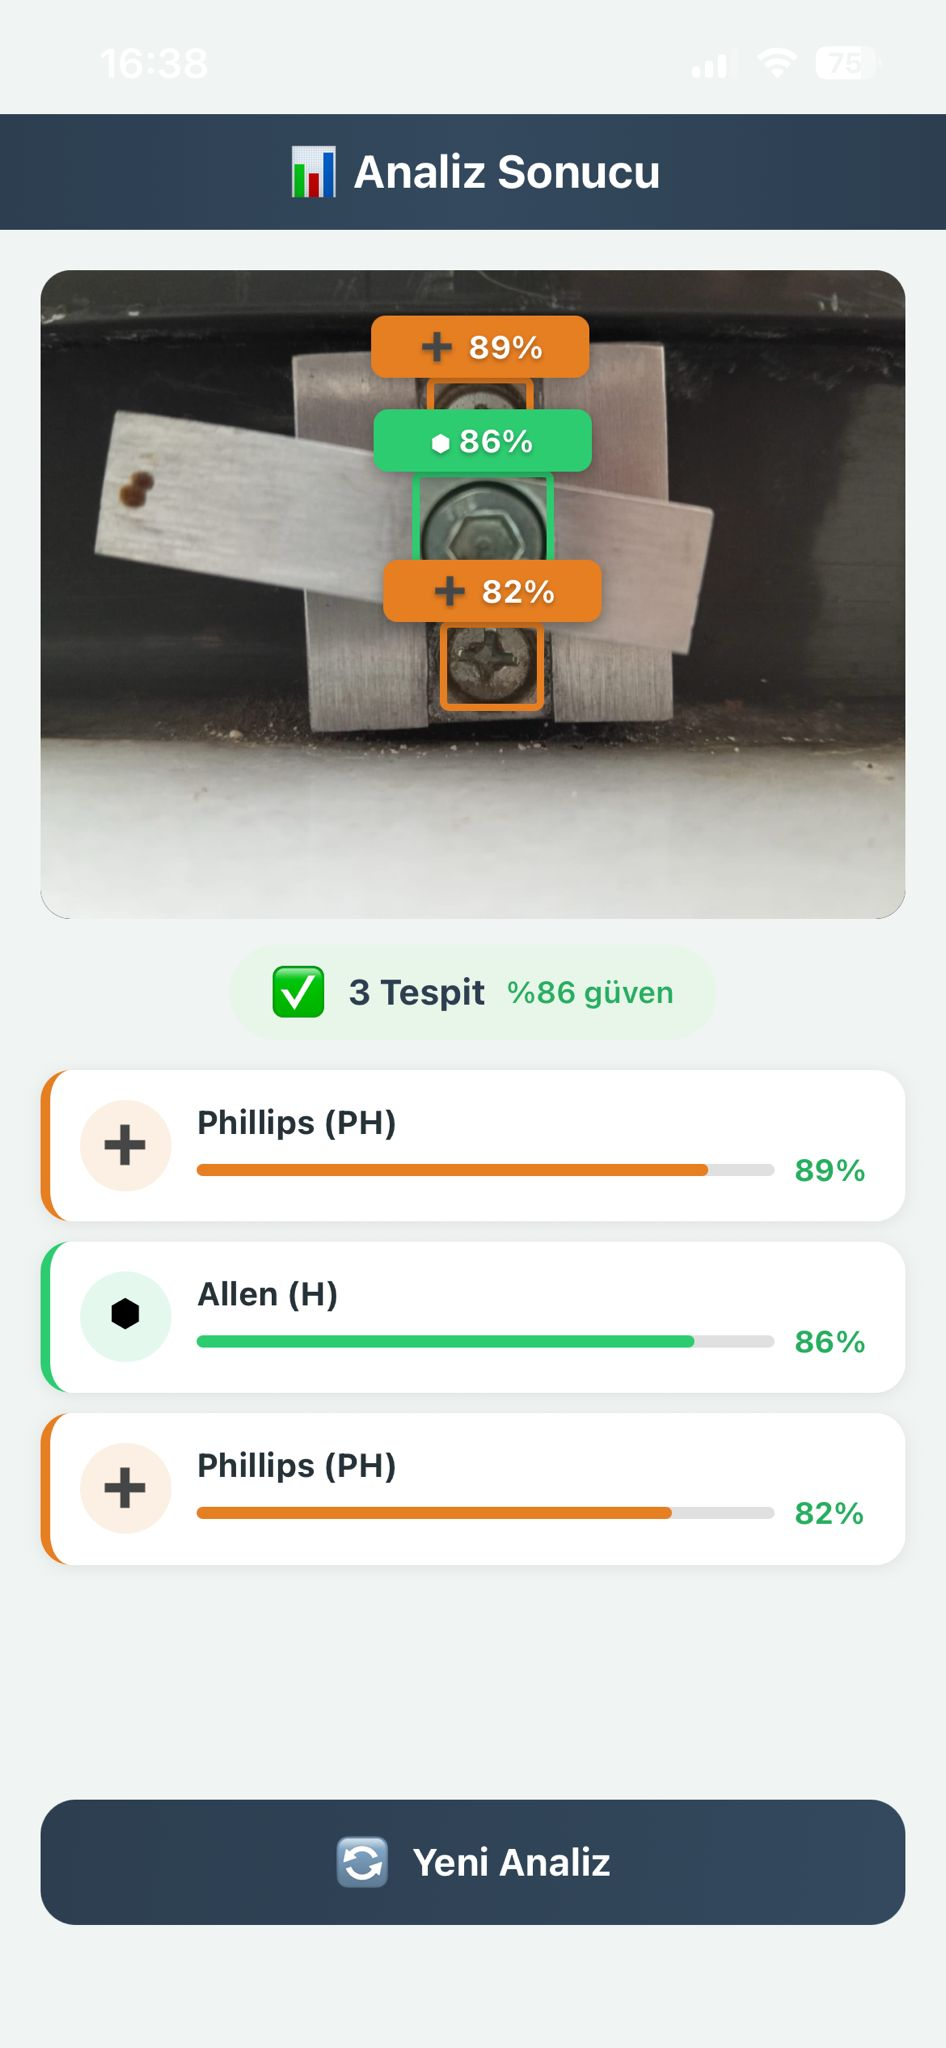 16:38
75
Analiz Sonucu
89%
86%
82%
3 Tespit %86 güven
Phillips (PH)
89%
Allen (H)
86%
Phillips (PH)
82%
Yeni Analiz